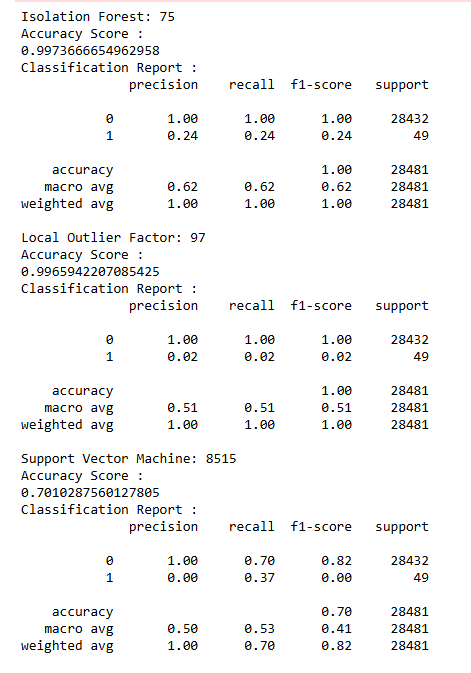 Isolation Forest: 75
Accuracy Score :
0.9973666654962958
Classification Report :
precision recall f1-score support
0 1.00 1.00 1.00 28432
1 0.24 0.24 0.24 49
accuracy 1.00 28481
macro avg 0.62 0.62 0.62 28481
weighted avg 1.00 1.00 1.00 28481
Local Outlier Factor: 97
Accuracy Score :
0.9965942207085425
Classification Report :
precision recall f1-score support
0 1.00 1.00 1.00 28432
1 0.02 0.02 0.02 49
accuracy 1.00 28481
macro avg 0.51 0.51 0.51 28481
weighted avg 1.00 1.00 1.00 28481
Support Vector Machine: 8515
Accuracy Score :
0.7010287560127805
Classification Report :
precision recall f1-score support
0 1.00 0.70 0.82 28432
1 0.00 0.37 0.00 49
accuracy 0.70 28481
macro avg 0.50 0.53 0.41 28481
weighted avg 1.00 0.70 0.82 28481